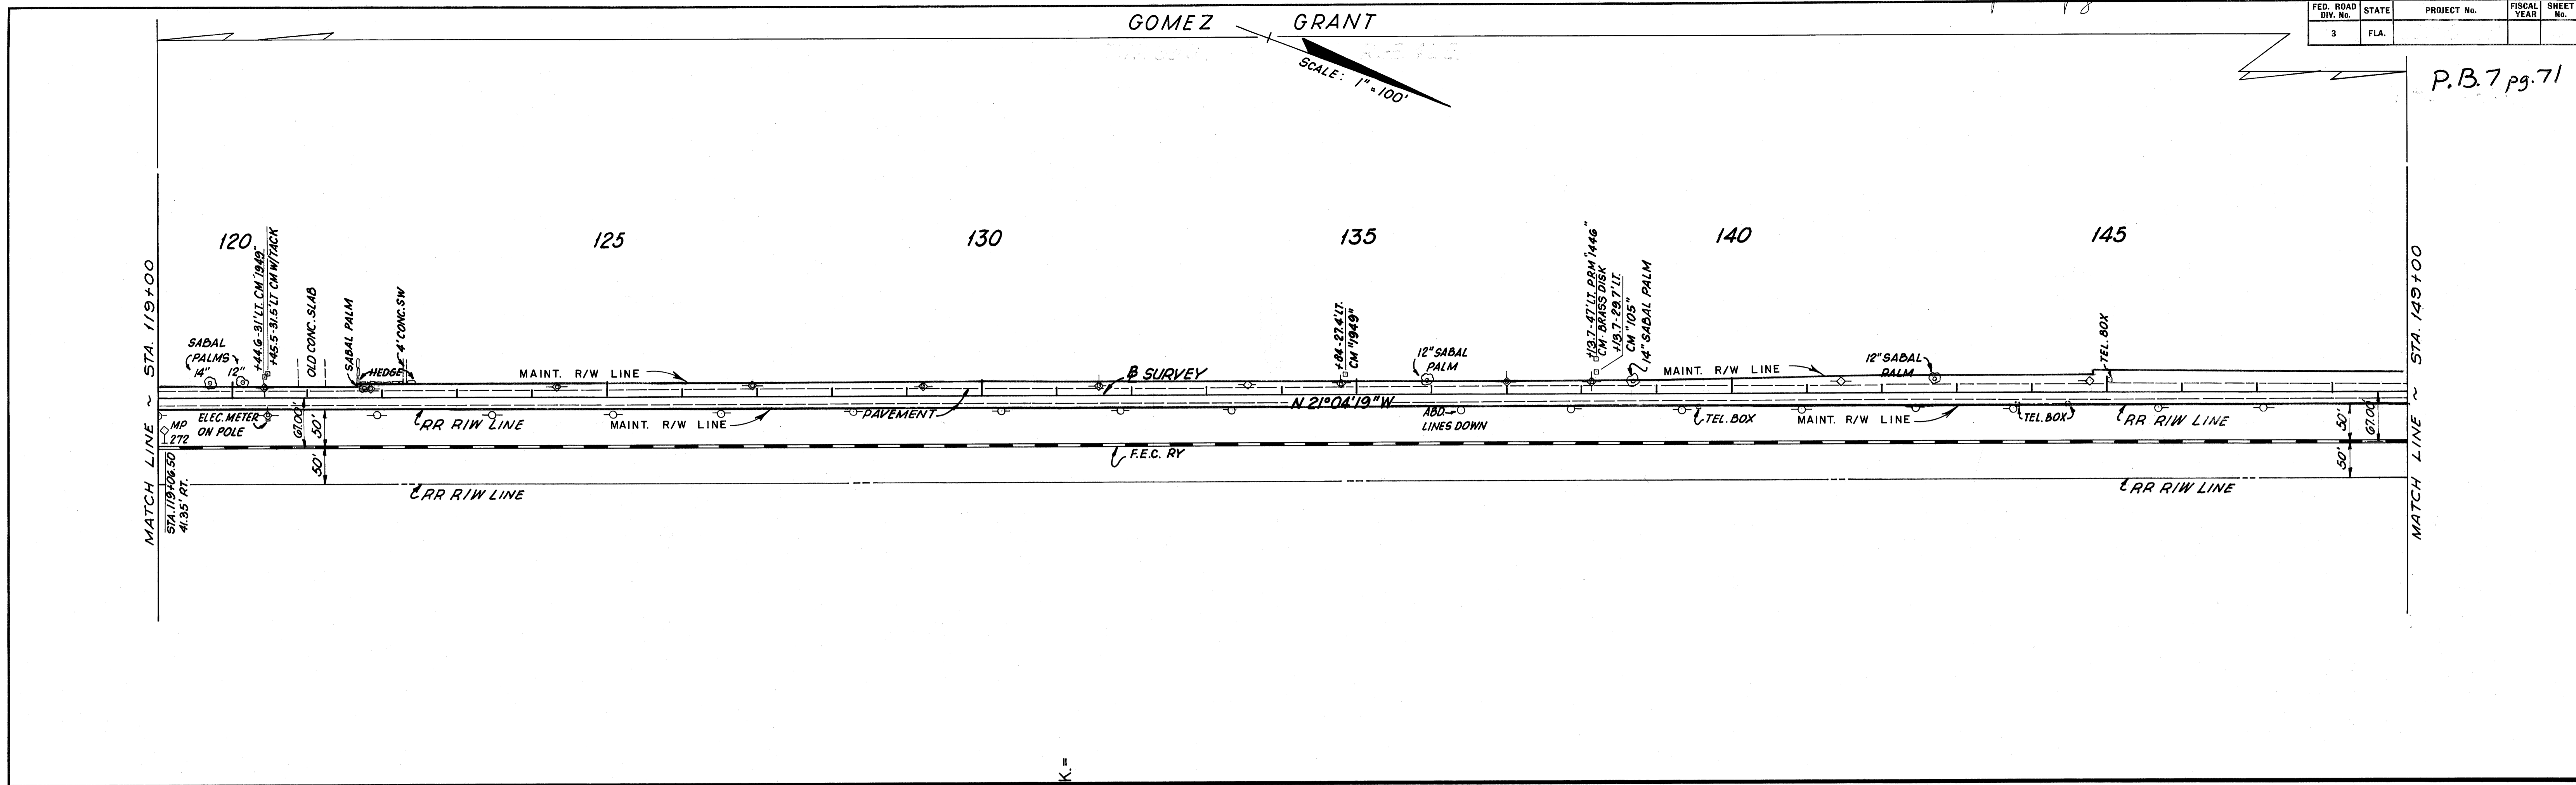 GOMEZ GRANT
SCALE: 1" = 100'
FED. ROAD DIV. No. STATE PROJECT No. FISCAL YEAR SHEET No.
3 FLA.
P.B. 7 pg. 71
120 125 130 135 140 145
MATCH LINE ~ STA. 119+00
SABAL PALMS
14" 12"
+44.6-31' LT. CM "1949"
+45.5-31.5' LT CM W/TACK
OLD CONC. SLAB
SABAL PALM
HEDGE
4' CONC. SW
MAINT. R/W LINE
₿ SURVEY
+84-27.4' LT.
CM "1949"
12" SABAL PALM
+13.7-47' LT. PRM "1446"
CM-BRASS DISK
+13.7-29.7' LT.
CM "105"
14" SABAL PALM
MAINT. R/W LINE
12" SABAL PALM
TEL. BOX
MATCH LINE ~ STA. 149+00
N 21°04'19" W
MP 272
ELEC. METER ON POLE
67.00'
50'
50'
RR R/W LINE
MAINT. R/W LINE
PAVEMENT
ABD. LINES DOWN
TEL. BOX
MAINT. R/W LINE
TEL. BOX
RR R/W LINE
50'
67.00'
50'
F.E.C. RY
STA. 119+06.50
41.35' RT.
RR R/W LINE
RR R/W LINE
K.=